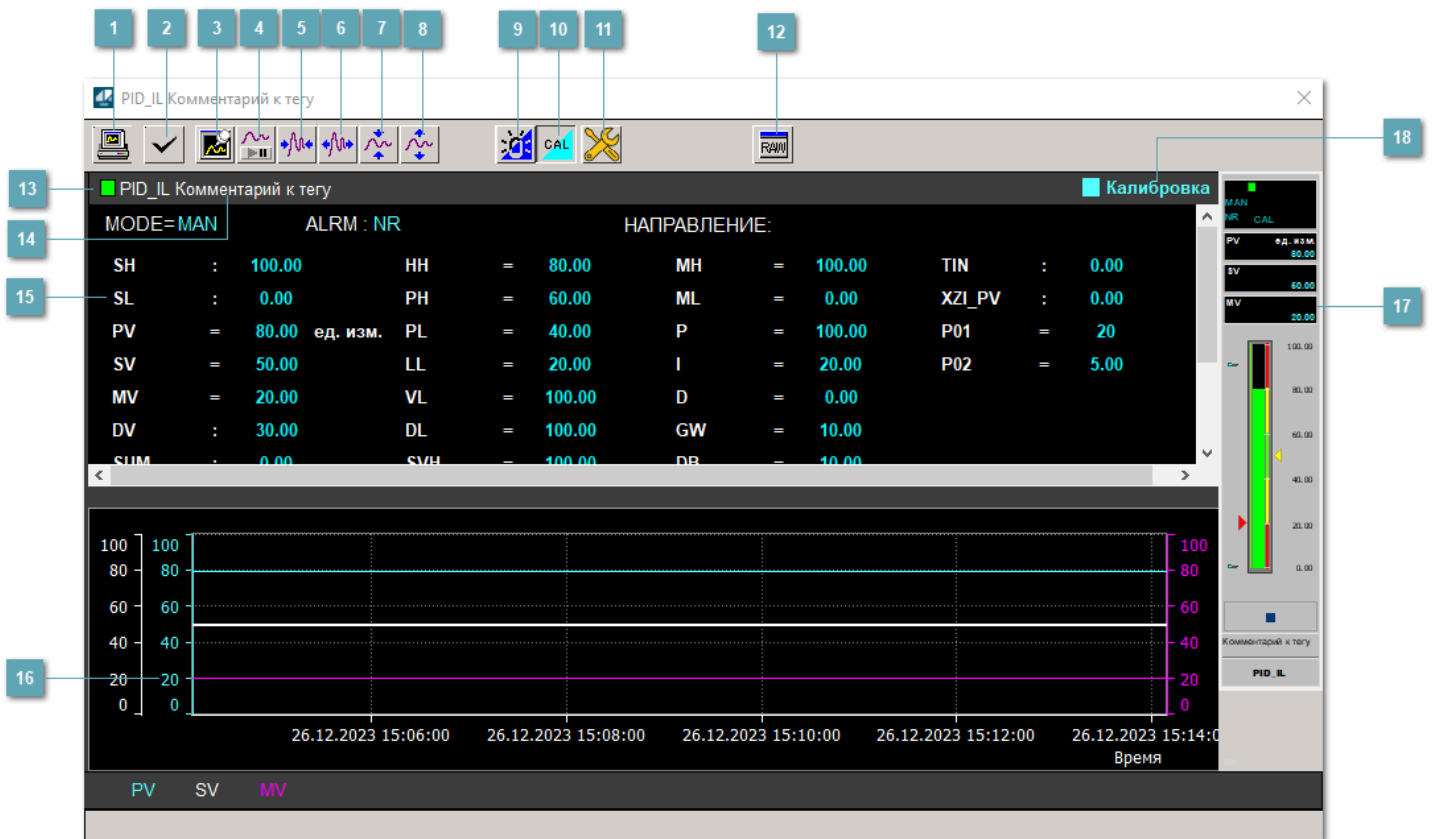 1 2 3 4 5 6 7 8 9 10 11 12
PID_IL Комментарий к тегу
CAL RAW
18
13
PID_IL Комментарий к тегу Калибровка
14
MODE=MAN ALRM : NR НАПРАВЛЕНИЕ:
SH : 100.00 HH = 80.00 MH = 100.00 TIN : 0.00
15
SL : 0.00 PH = 60.00 ML = 0.00 XZI_PV : 0.00
PV = 80.00 ед. изм. PL = 40.00 P = 100.00 P01 = 20
SV = 50.00 LL = 20.00 I = 20.00 P02 = 5.00
MV = 20.00 VL = 100.00 D = 0.00
DV : 30.00 DL = 100.00 GW = 10.00
SUM : 0.00 SVH = 100.00 DB = 10.00
MAN
NR CAL
PV ед. изм.
80.00
SV
60.00
17
MV
20.00
100.00
80.00
60.00
40.00
20.00
0.00
Комментарий к тегу
PID_IL
100 100 100
80 80 80
60 60 60
40 40 40
16
20 20 20
0 0 0
26.12.2023 15:06:00 26.12.2023 15:08:00 26.12.2023 15:10:00 26.12.2023 15:12:00 26.12.2023 15:14:0
Время
PV SV MV